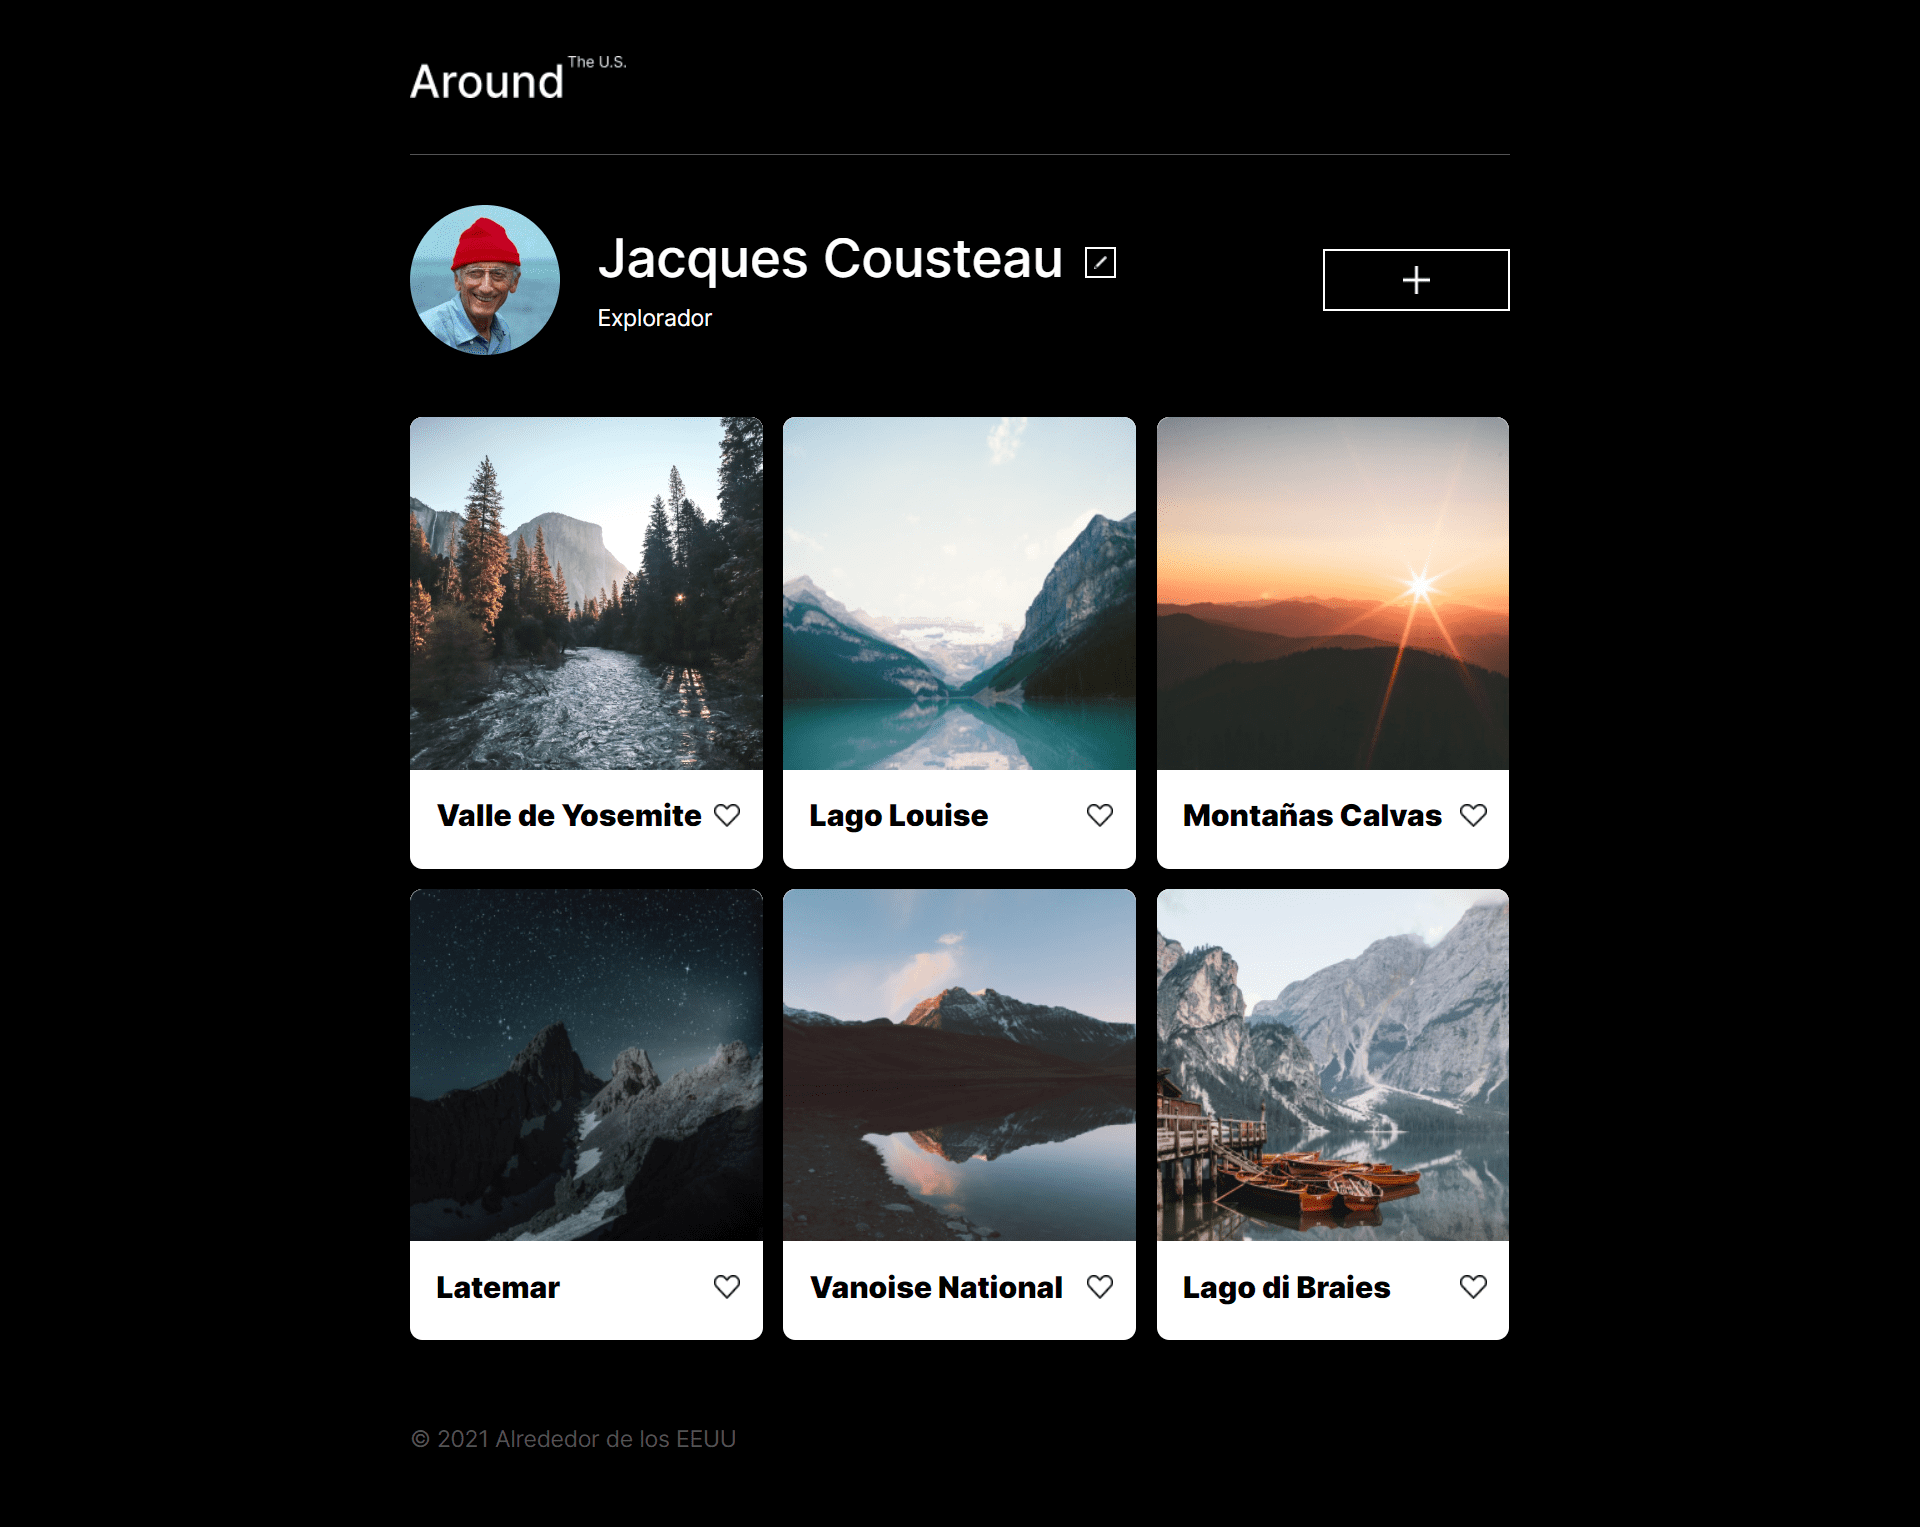 Around The U.S.
Jacques Cousteau
Explorador
Valle de Yosemite
Lago Louise
Montañas Calvas
Latemar
Vanoise National
Lago di Braies
© 2021 Alrededor de los EEUU